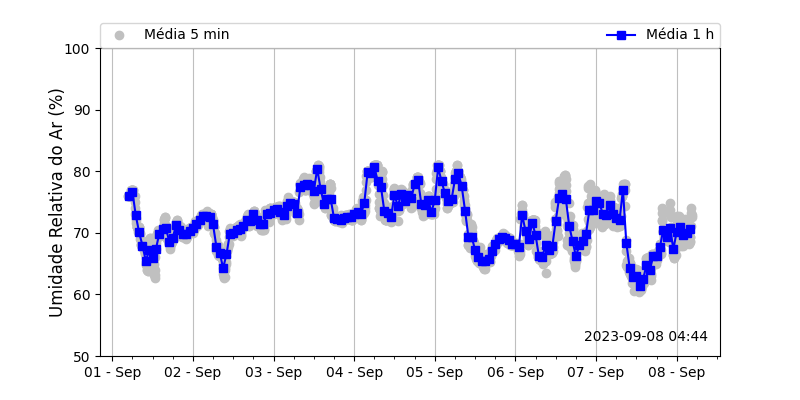 Média 5 min
Média 1 h
Umidade Relativa do Ar (%)
100
90
80
70
60
50
2023-09-08 04:44
01 - Sep
02 - Sep
03 - Sep
04 - Sep
05 - Sep
06 - Sep
07 - Sep
08 - Sep